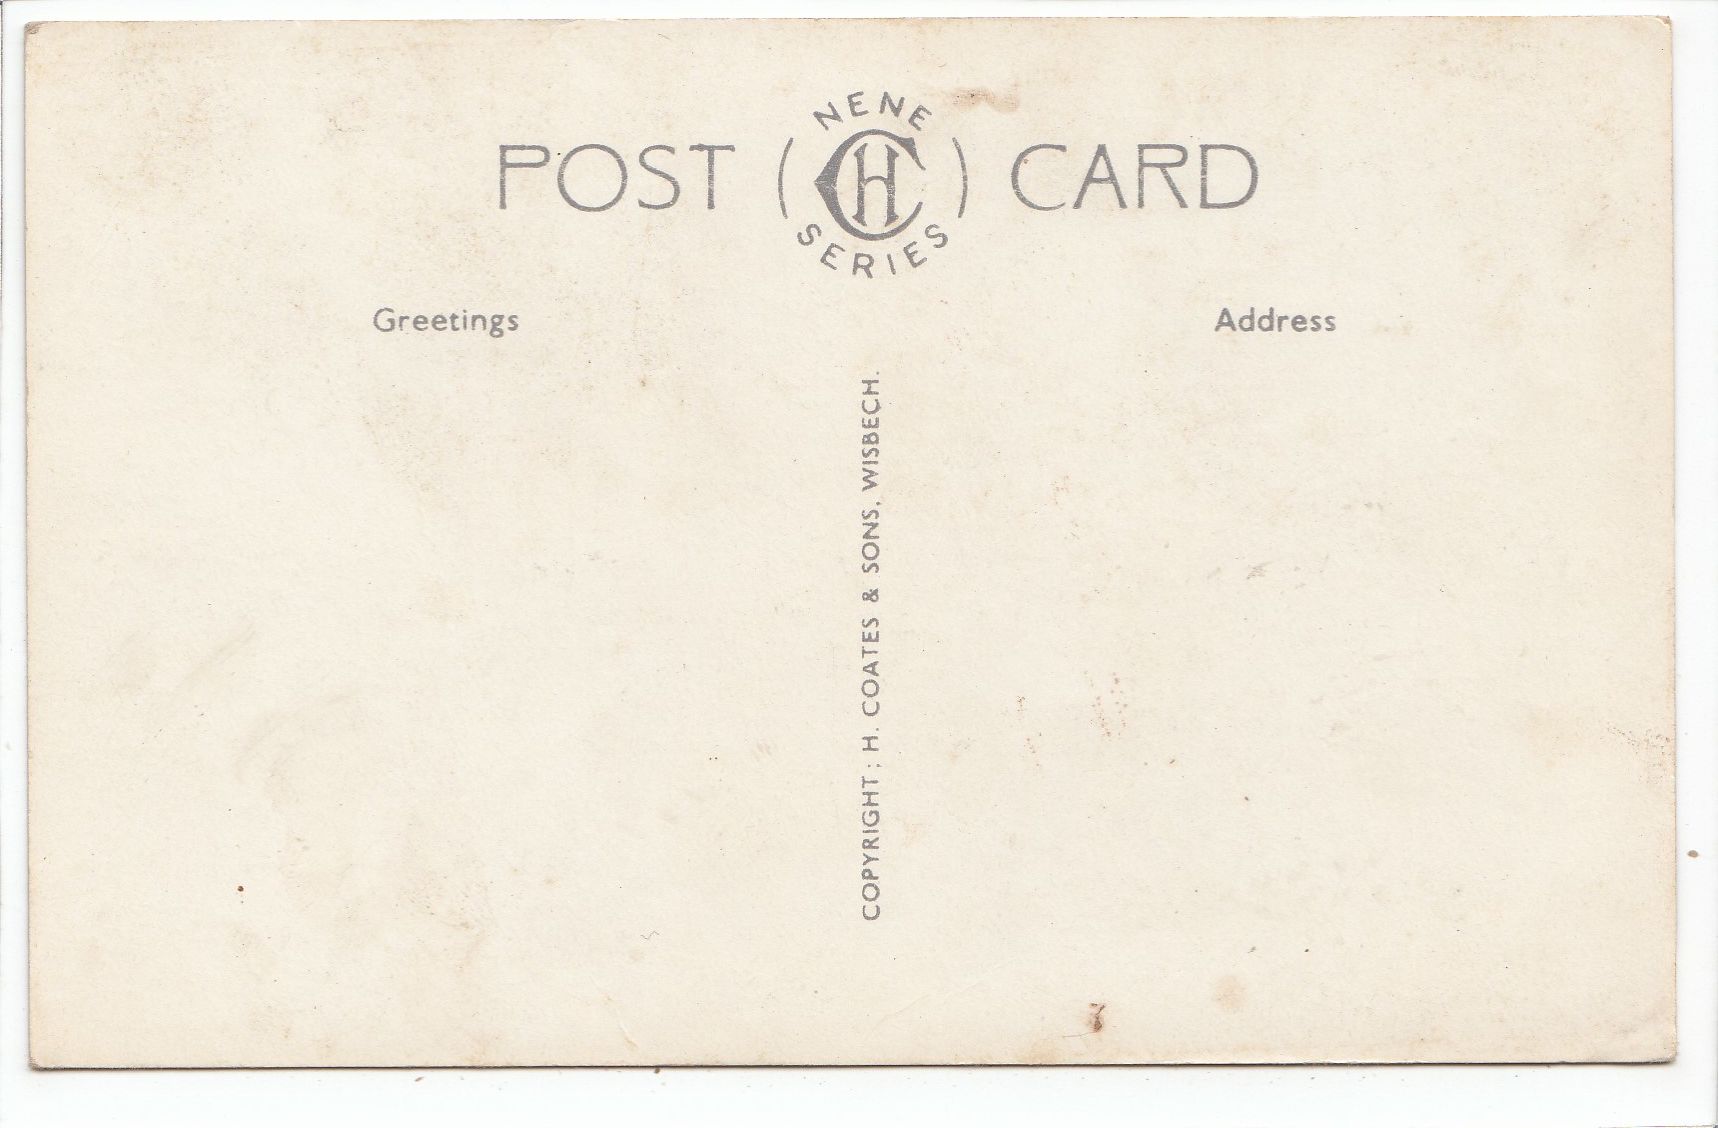 NENE
POST CH CARD
SERIES
Greetings
Address
COPYRIGHT: H. COATES & SONS, WISBECH.